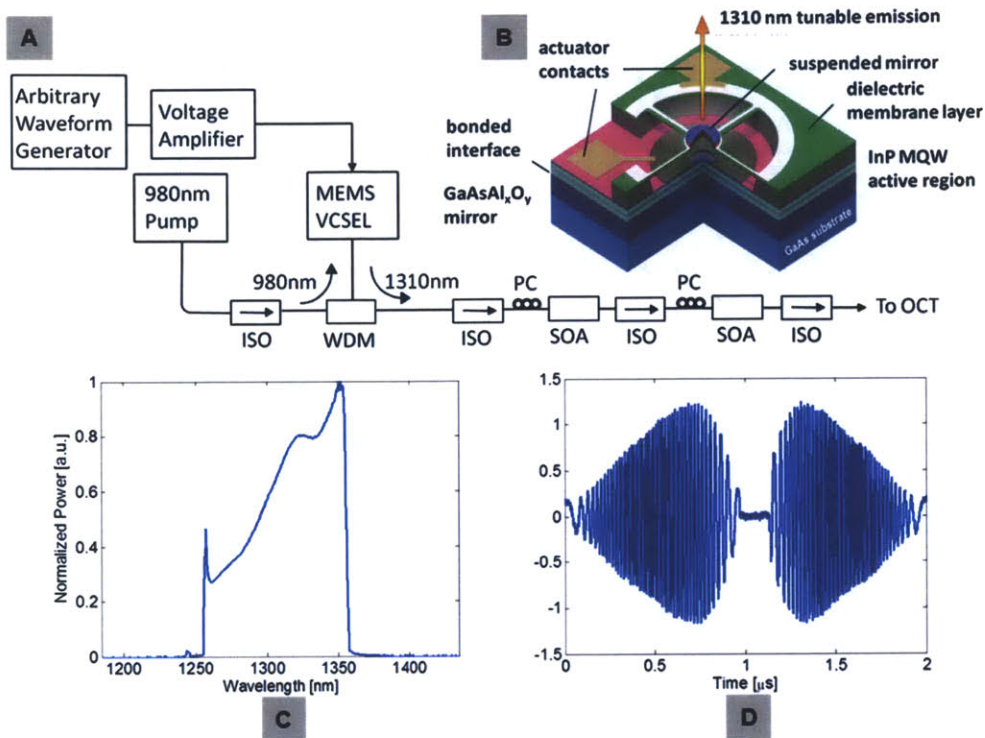 A
Arbitrary
Waveform
Generator
Voltage
Amplifier
980nm
Pump
MEMS
VCSEL
980nm
1310nm
ISO
WDM
ISO
PC
SOA
ISO
PC
SOA
ISO
To OCT
B
1310 nm tunable emission
actuator
contacts
suspended mirror
dielectric
membrane layer
bonded
interface
InP MQW
active region
GaAsAlxOy
mirror
GaAs substrate
Normalized Power [a.u.]
1
0.8
0.6
0.4
0.2
0
1200
1250
1300
1350
1400
Wavelength [nm]
C
1.5
1
0.5
0
-0.5
-1
-1.5
0
0.5
1
1.5
2
Time [μs]
D